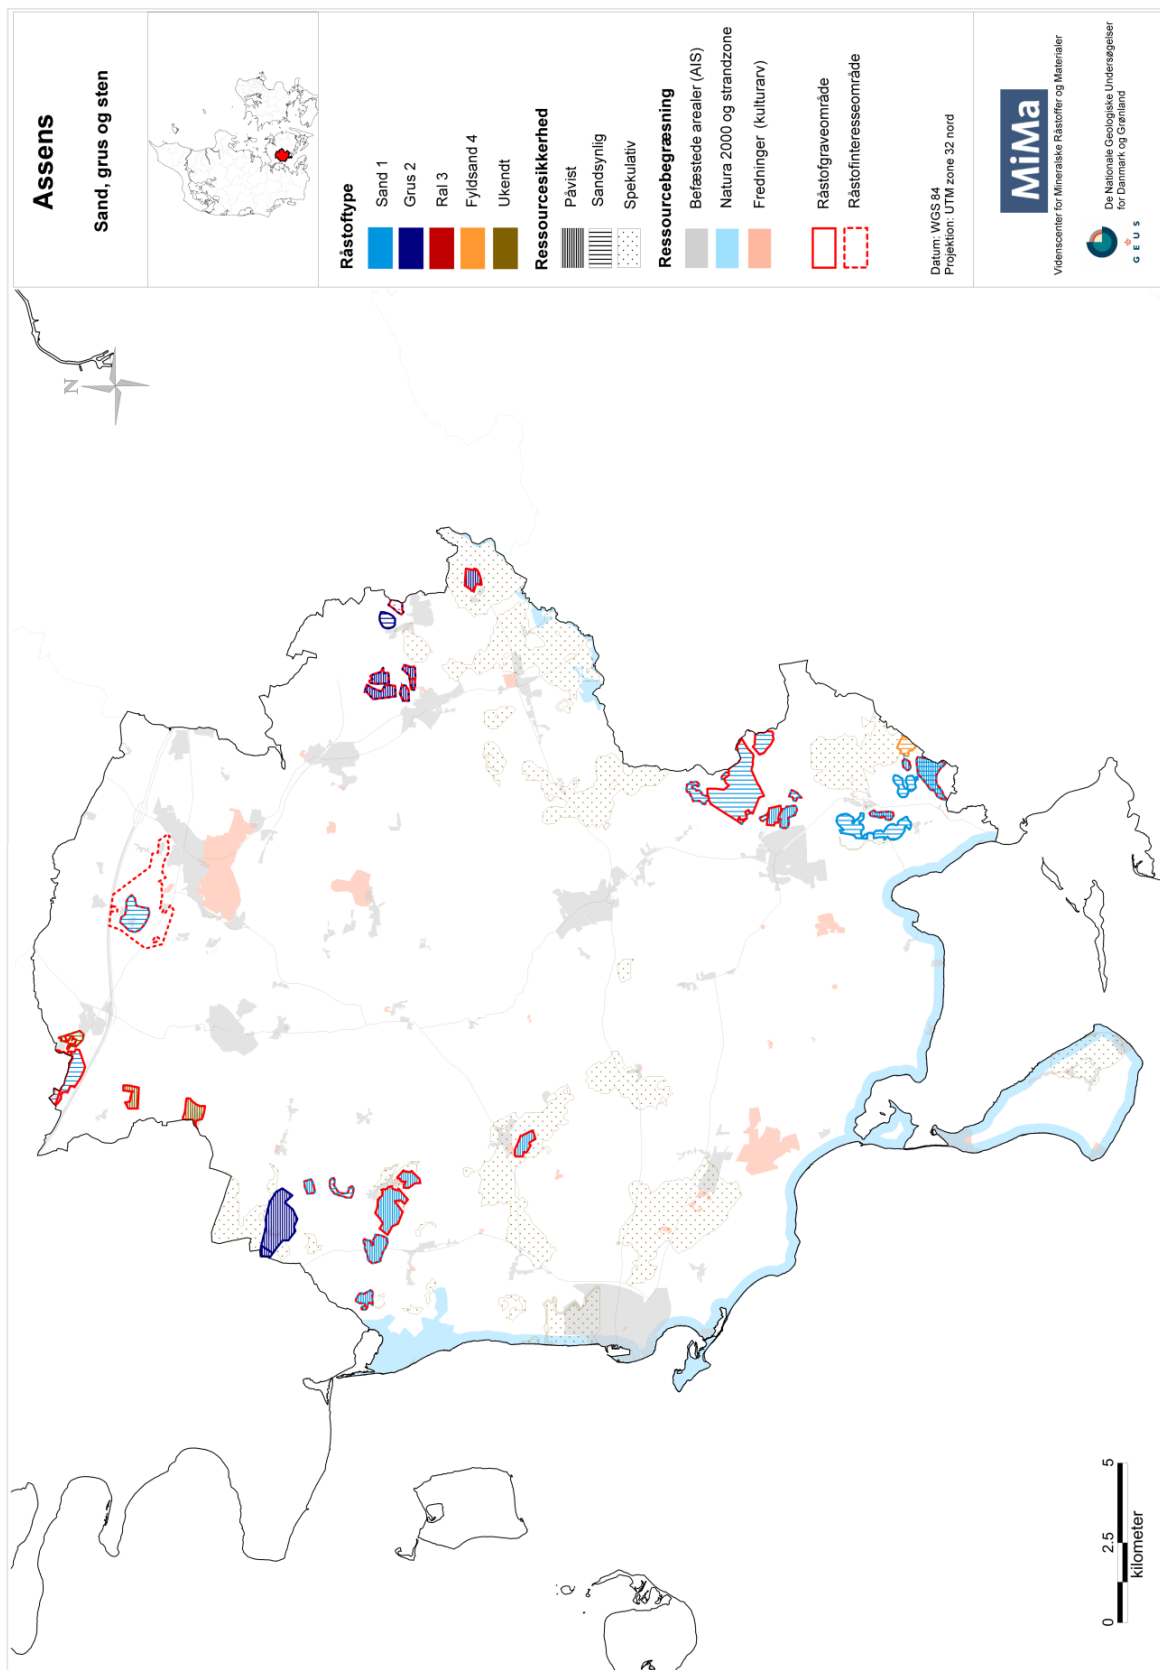 Assens
Sand, grus og sten
Råstoftype
Sand 1
Grus 2
Ral 3
Fyldsand 4
Ukendt
Ressourcesikkerhed
Påvist
Sandsynlig
Spekulativ
Ressourcebegræsning
Befæstede arealer (AIS)
Natura 2000 og strandzone
Fredninger (kulturarv)
Råstofgraveområde
Råstofinteresseområde
Datum: WGS 84
Projektion: UTM zone 32 nord
MiMa
Videnscenter for Mineralske Råstoffer og Materialer
G E U S
De Nationale Geologiske Undersøgelser
for Danmark og Grønland
N
0 2.5 5
kilometer